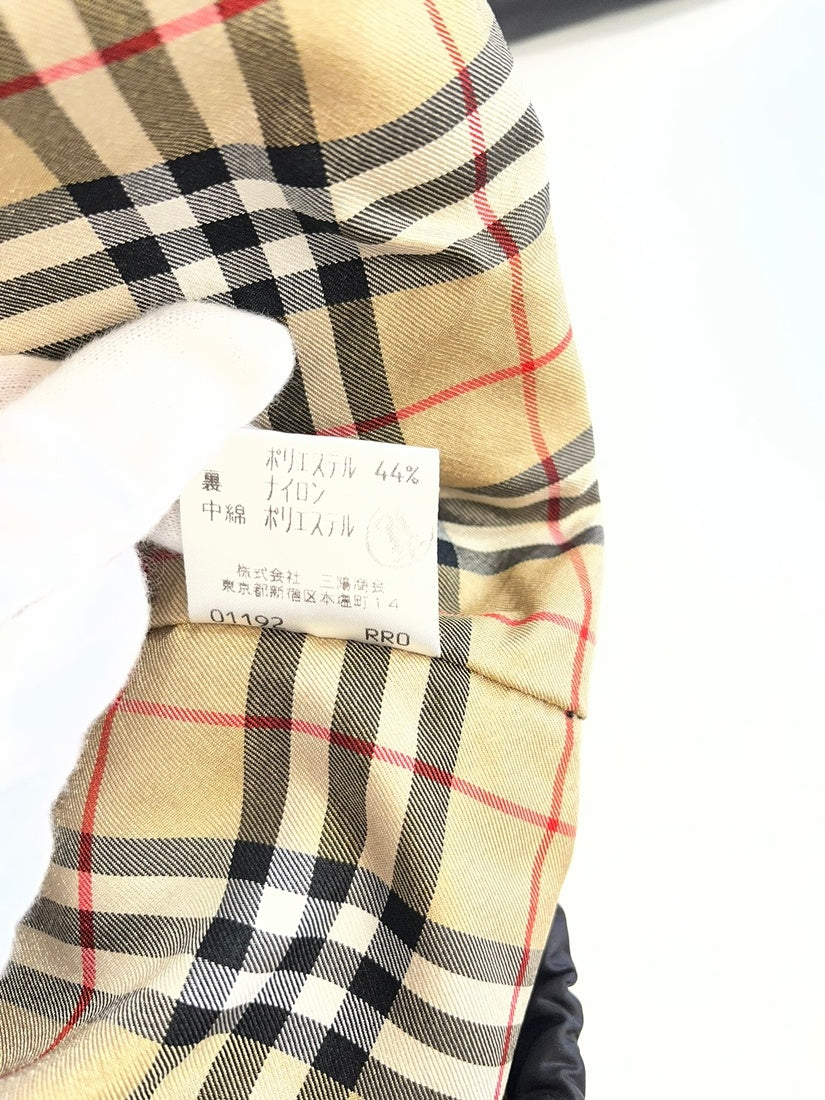 ポリエステル 44%
裏 ナイロン
中綿 ポリエステル
株式会社 三陽商会
東京都新宿区本塩町14
01192 RRO